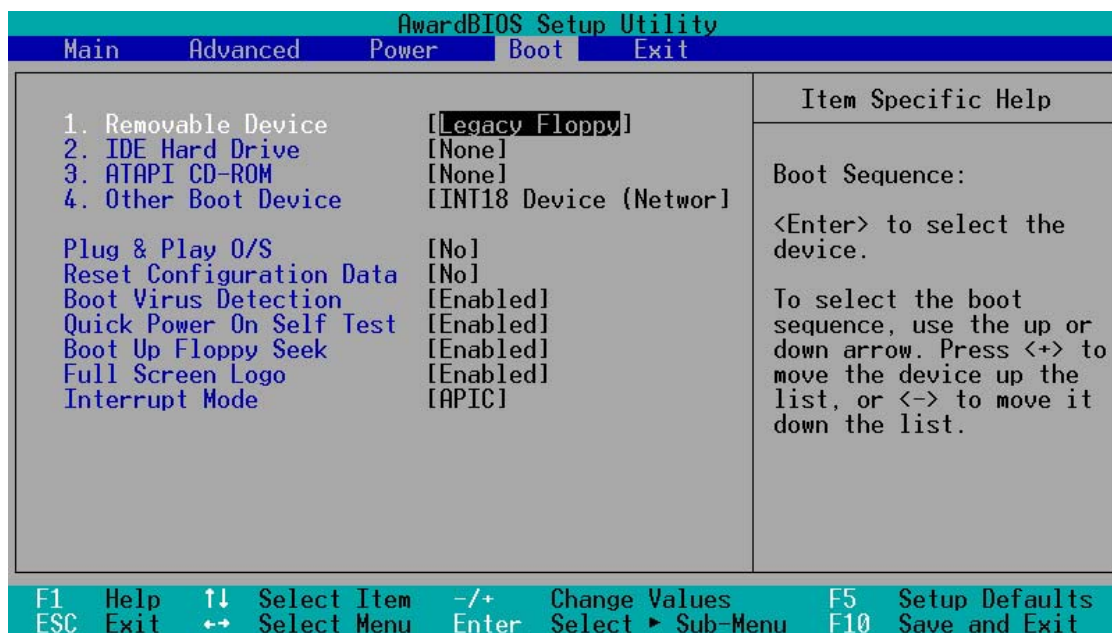 AwardBIOS Setup Utility
Main Advanced Power Boot Exit
1. Removable Device [Legacy Floppy]
2. IDE Hard Drive [None]
3. ATAPI CD-ROM [None]
4. Other Boot Device [INT18 Device (Networ]
Plug & Play O/S [No]
Reset Configuration Data [No]
Boot Virus Detection [Enabled]
Quick Power On Self Test [Enabled]
Boot Up Floppy Seek [Enabled]
Full Screen Logo [Enabled]
Interrupt Mode [APIC]
Item Specific Help
Boot Sequence:
<Enter> to select the
device.
To select the boot
sequence, use the up or
down arrow. Press <+> to
move the device up the
list, or <-> to move it
down the list.
F1 Help ↑↓ Select Item -/+ Change Values F5 Setup Defaults
ESC Exit ←→ Select Menu Enter Select ► Sub-Menu F10 Save and Exit